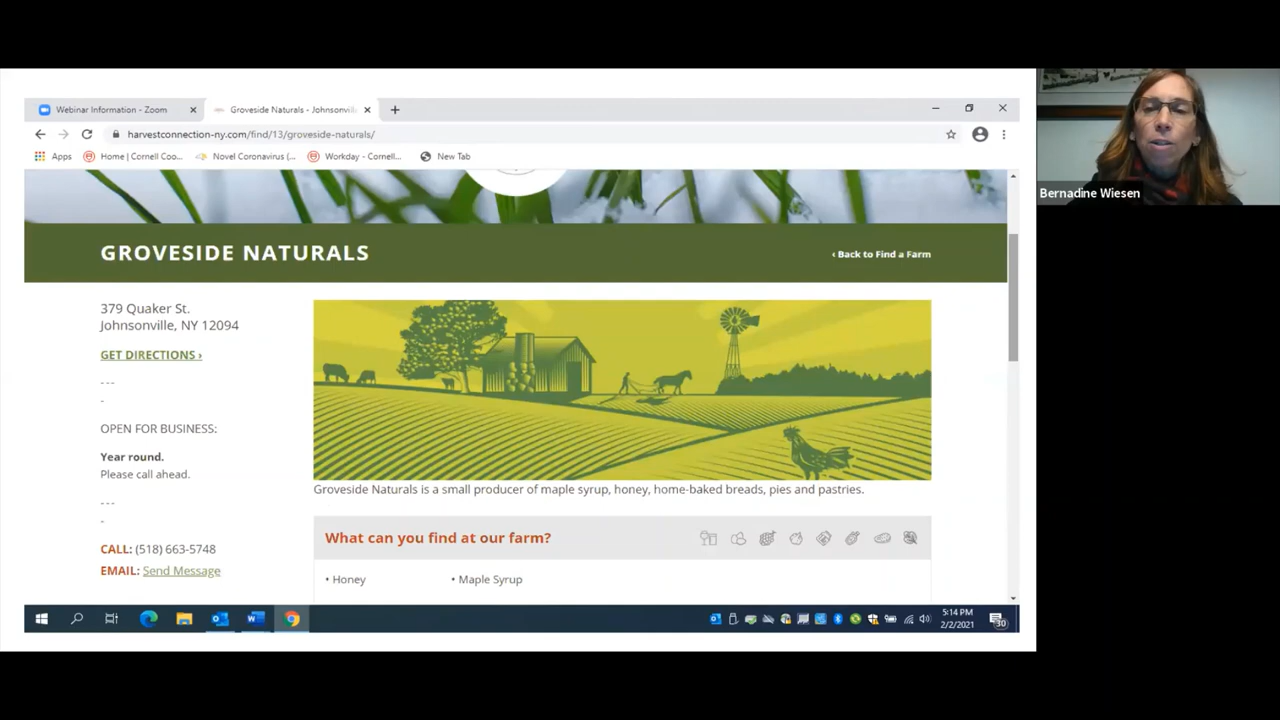 Webinar Information - Zoom
Groveside Naturals - Johnsonvill
harvestconnection-ny.com/find/13/groveside-naturals/
Apps
Home | Cornell Coo...
Novel Coronavirus (...
Workday - Cornell...
New Tab
Bernadine Wiesen
GROVESIDE NATURALS
‹ Back to Find a Farm
379 Quaker St.
Johnsonville, NY 12094
GET DIRECTIONS ›
---
-
OPEN FOR BUSINESS:
Year round.
Please call ahead.
---
-
CALL: (518) 663-5748
EMAIL: Send Message
Groveside Naturals is a small producer of maple syrup, honey, home-baked breads, pies and pastries.
What can you find at our farm?
• Honey
• Maple Syrup
5:14 PM
2/2/2021
30